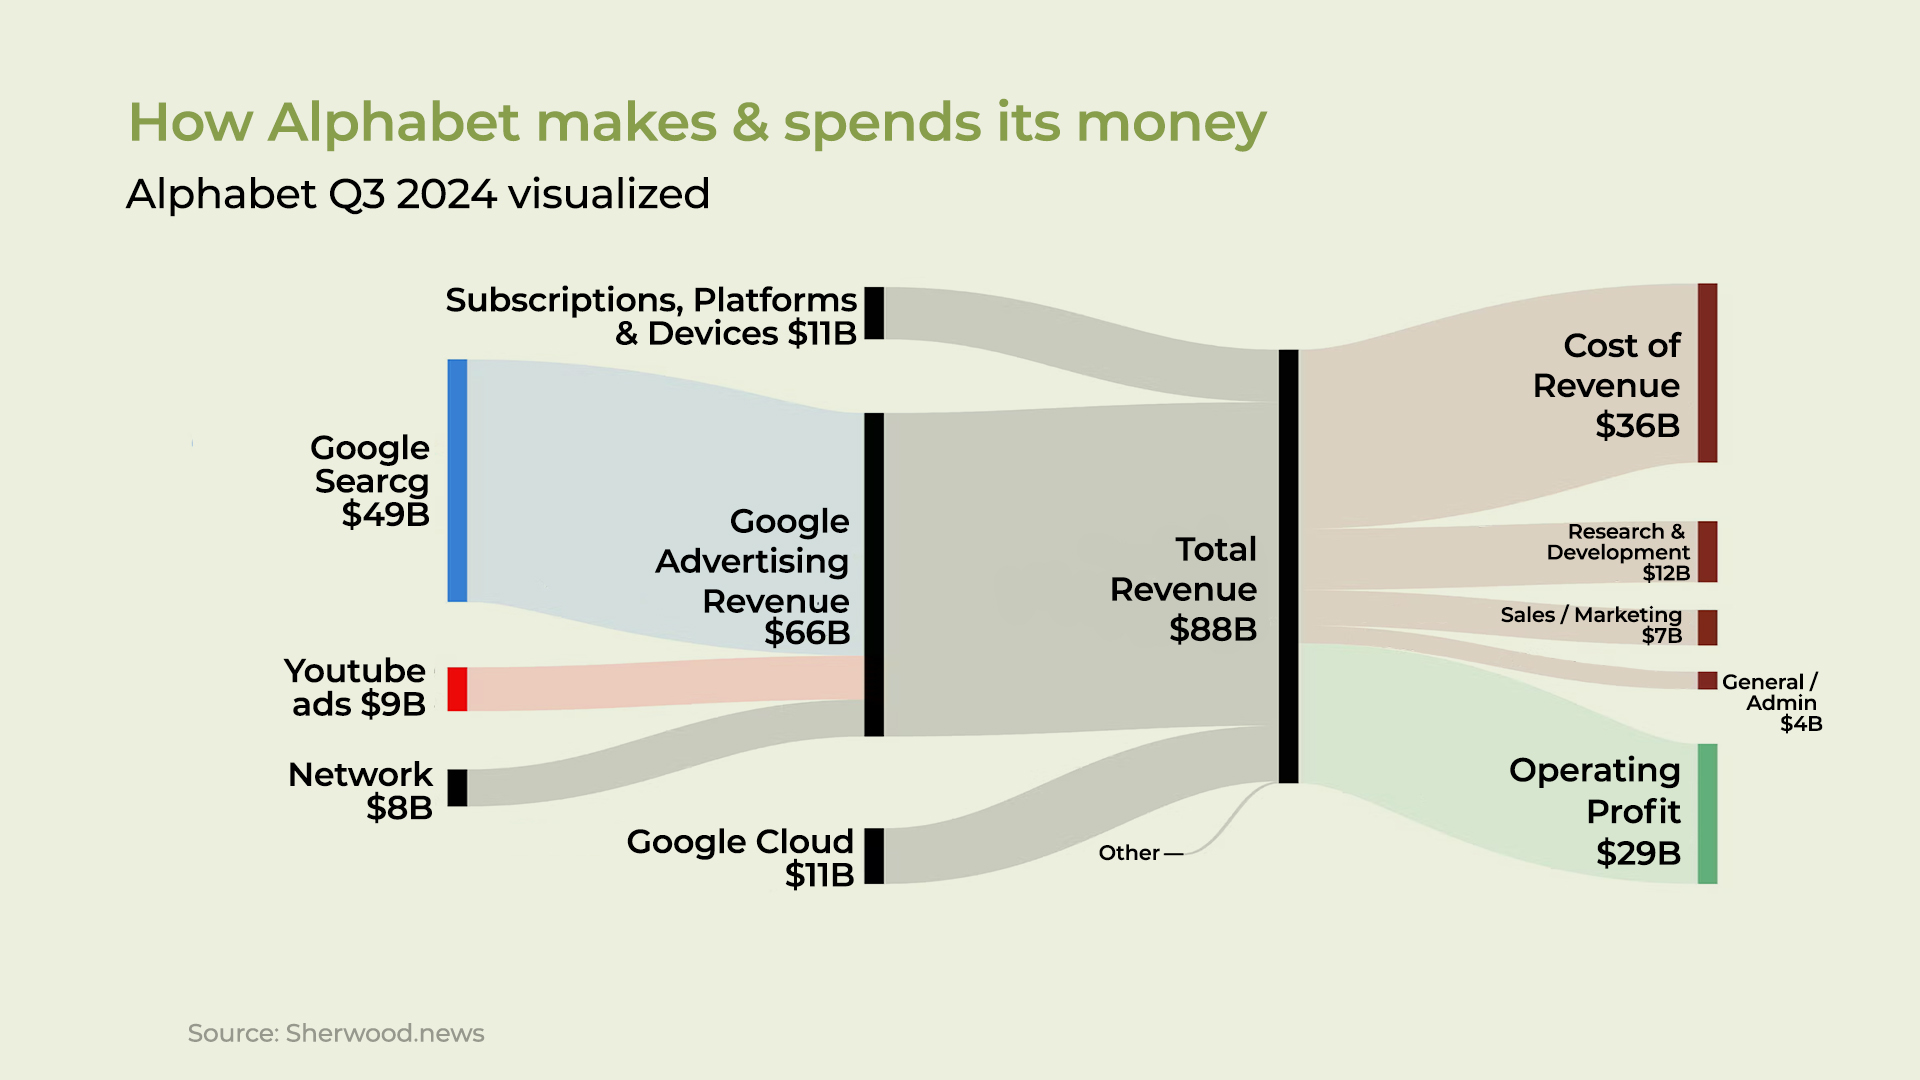 How Alphabet makes & spends its money
Alphabet Q3 2024 visualized
Subscriptions, Platforms
& Devices $11B
Google
Searcg
$49B
Google
Advertising
Revenue
$66B
Youtube
ads $9B
Network
$8B
Google Cloud
$11B
Other
Total
Revenue
$88B
Cost of
Revenue
$36B
Research &
Development
$12B
Sales / Marketing
$7B
General /
Admin
$4B
Operating
Profit
$29B
Source: Sherwood.news